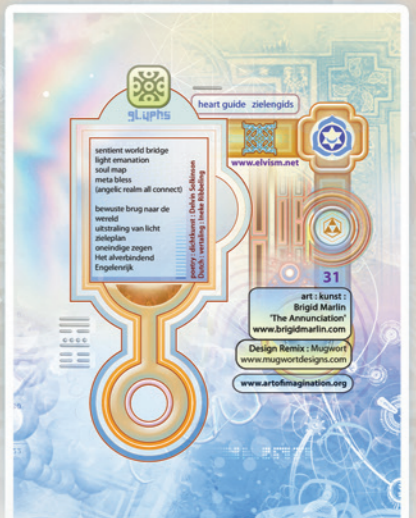 gLyphs
heart guide zielengids
www.elvism.net
sentient world bridge
light emanation
soul map
meta bless
(angelic realm all connect)
bewuste brug naar de
wereld
uitstraling van licht
zieleplan
oneindige zegen
Het alverbindend
Engelenrijk
poetry : dichtkunst : Delvin Solkinson
Dutch : vertaling : Ineke Ribbeling
31
art : kunst :
Brigid Marlin
'The Annunciation'
www.brigidmarlin.com
Design Remix : Mugwort
www.mugwortdesigns.com
www.artofimagination.org